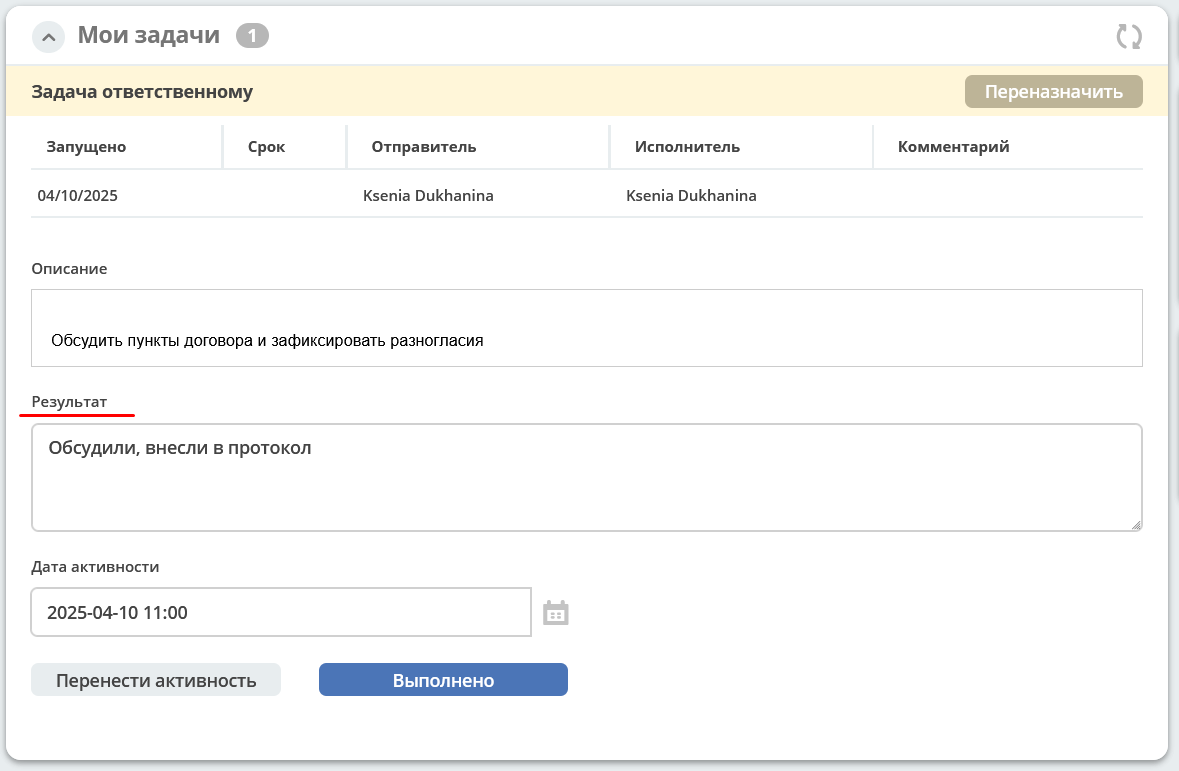 Мои задачи 1
Задача ответственному Переназначить
Запущено Срок Отправитель Исполнитель Комментарий
04/10/2025 Ksenia Dukhanina Ksenia Dukhanina
Описание
Обсудить пункты договора и зафиксировать разногласия
Результат
Обсудили, внесли в протокол
Дата активности
2025-04-10 11:00
Перенести активность Выполнено